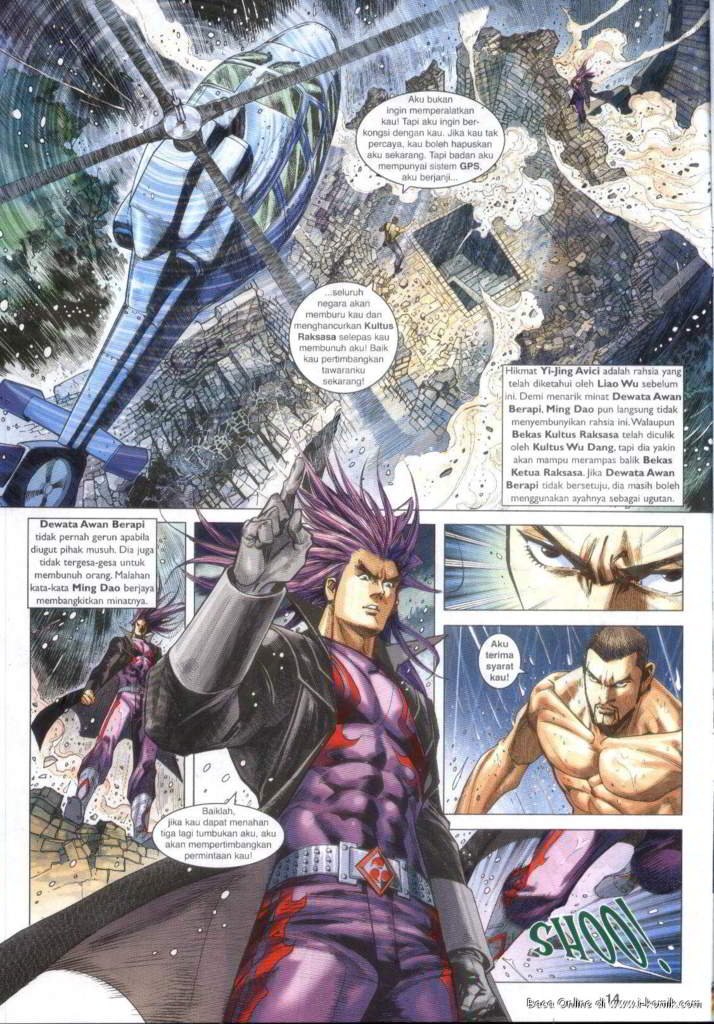 Aku bukan
ingin memperalatkan
kau! Tapi aku ingin ber-
kongsi dengan kau. Jika kau tak
percaya, kau boleh hapuskan
aku sekarang. Tapi badan aku
mempunyai sistem GPS,
aku berjanji...
...seluruh
negara akan
memburu kau dan
menghancurkan Kultus
Raksasa selepas kau
membunuh aku! Baik
kau pertimbangkan
tawaranku
sekarang!
Hikmat Yi-Jing Avici adalah rahsia yang
telah diketahui oleh Liao Wu sebelum
ini. Demi menarik minat Dewata Awan
Berapi, Ming Dao pun langsung tidak
menyembunyikan rahsia ini. Walaupun
Bekas Kultus Raksasa telah diculik
oleh Kultus Wu Dang, tapi dia yakin
akan mampu merampas balik Bekas
Ketua Raksasa. Jika Dewata Awan
Berapi tidak bersetuju, dia masih boleh
menggunakan ayahnya sebagai ugutan.
Dewata Awan Berapi
tidak pernah gerun apabila
diugut pihak musuh. Dia juga
tidak tergesa-gesa untuk
membunuh orang. Malahan
kata-kata Ming Dao berjaya
membangkitkan minatnya.
Aku
terima
syarat
kau!
Baiklah,
jika kau dapat menahan
tiga lagi tumbukan aku, aku
akan mempertimbangkan
permintaan kau!
SHOO!
14
Baca Online di www.i-komik.com